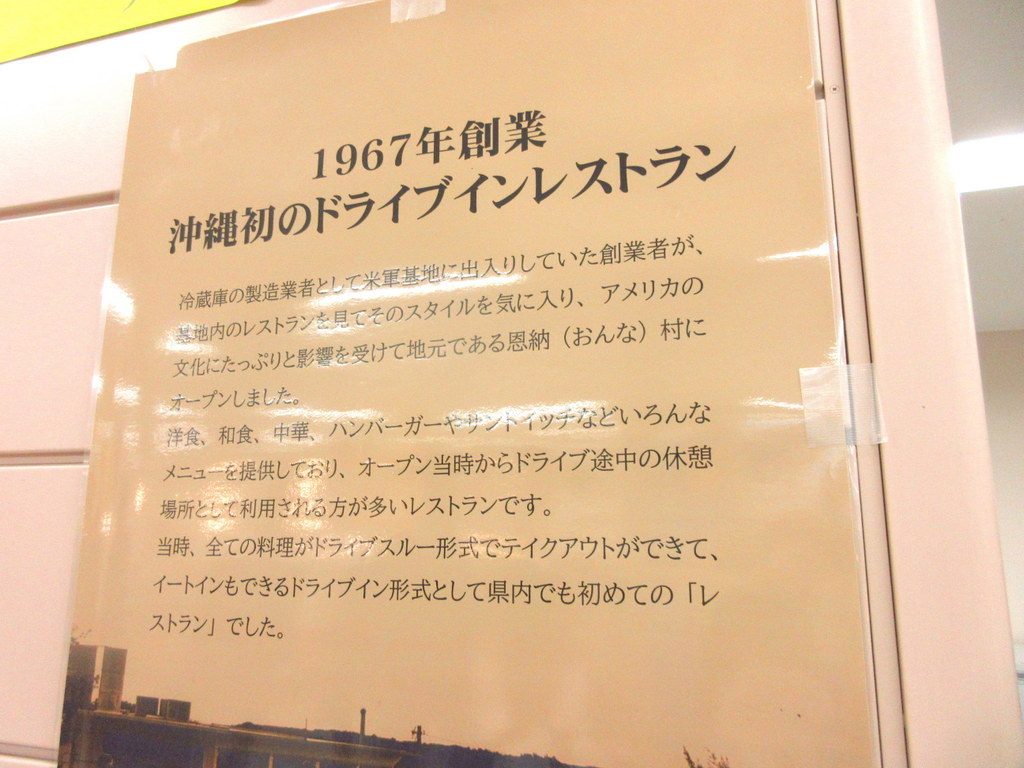 1967年創業
沖縄初のドライブインレストラン
冷蔵庫の製造業者として米軍基地に出入りしていた創業者が、
基地内のレストランを見てそのスタイルを気に入り、アメリカの
文化にたっぷりと影響を受けて地元である恩納（おんな）村に
オープンしました。
洋食、和食、中華、ハンバーガーやサンドイッチなどいろんな
メニューを提供しており、オープン当時からドライブ途中の休憩
場所として利用される方が多いレストランです。
当時、全ての料理がドライブスルー形式でテイクアウトができて、
イートインもできるドライブイン形式として県内でも初めての「レ
ストラン」でした。